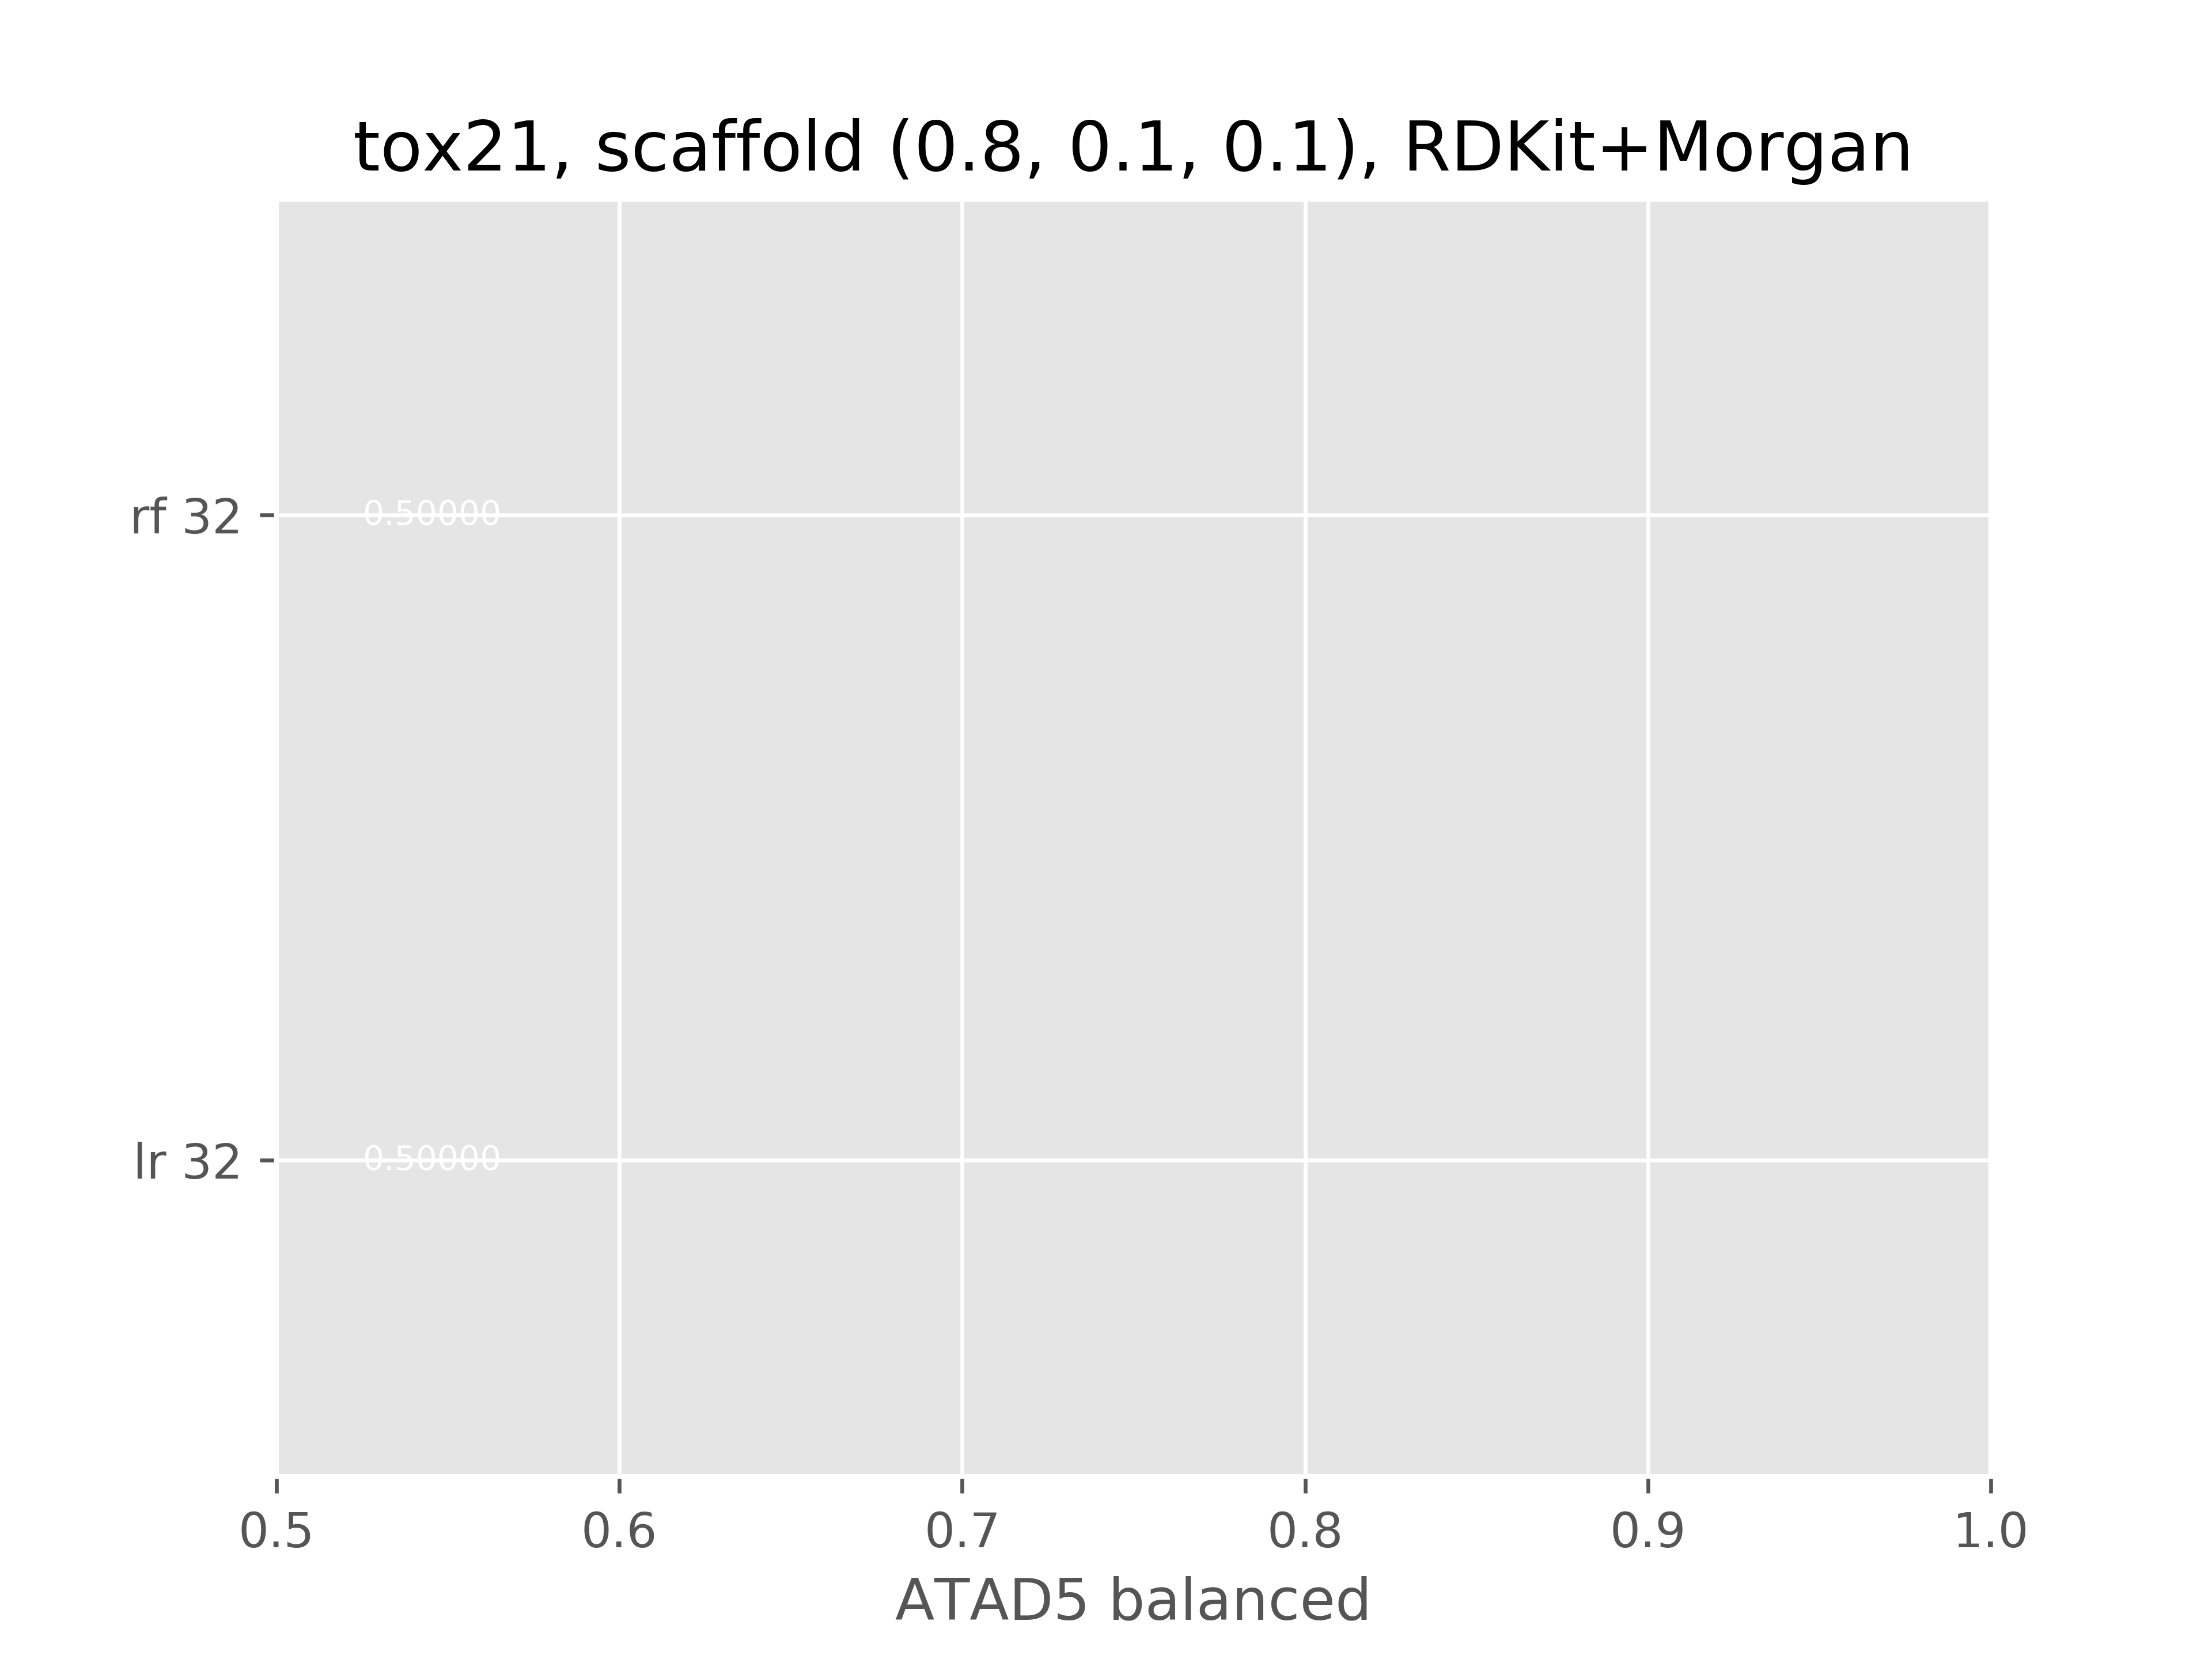 tox21, scaffold (0.8, 0.1, 0.1), RDKit+Morgan
rf 32
0.50000
lr 32
0.50000
0.5 0.6 0.7 0.8 0.9 1.0
ATAD5 balanced